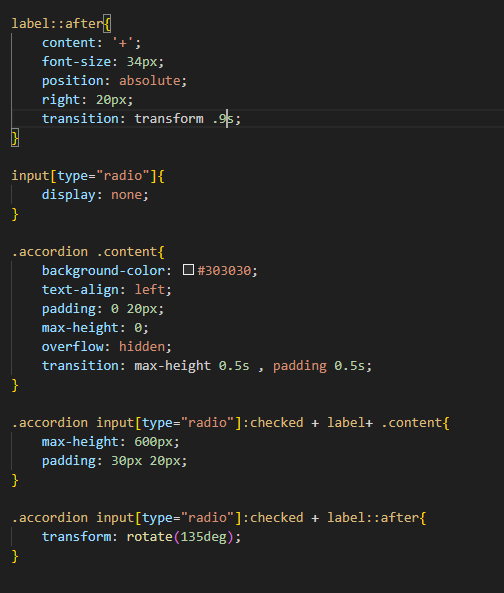 label::after{
    content: '+';
    font-size: 34px;
    position: absolute;
    right: 20px;
    transition: transform .9s;
}

input[type="radio"]{
    display: none;
}

.accordion .content{
    background-color: #303030;
    text-align: left;
    padding: 0 20px;
    max-height: 0;
    overflow: hidden;
    transition: max-height 0.5s , padding 0.5s;
}

.accordion input[type="radio"]:checked + label+ .content{
    max-height: 600px;
    padding: 30px 20px;
}

.accordion input[type="radio"]:checked + label::after{
    transform: rotate(135deg);
}